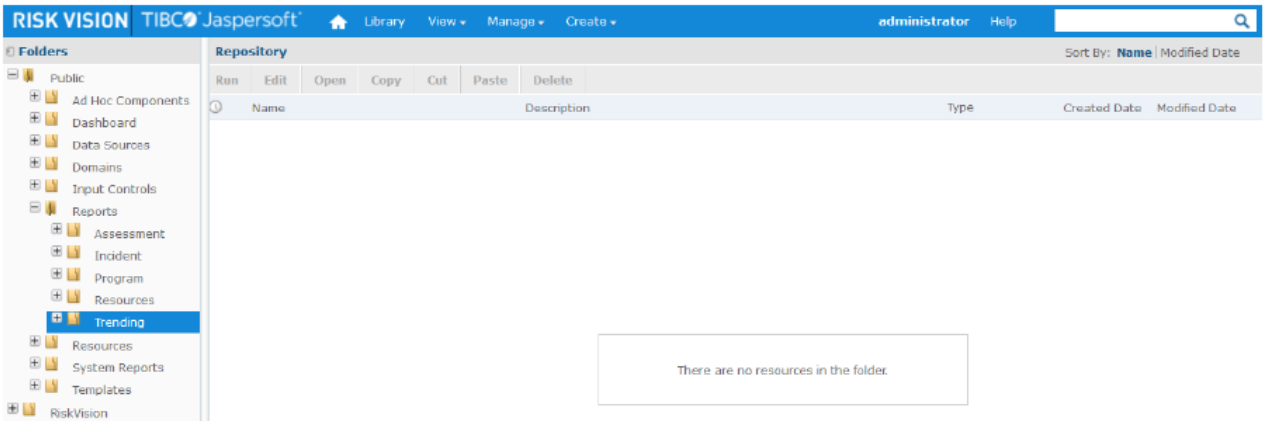 RISK VISION TIBCO Jaspersoft Library View Manage Create administrator Help
Folders
Public
Ad Hoc Components
Dashboard
Data Sources
Domains
Input Controls
Reports
Assessment
Incident
Program
Resources
Trending
Resources
System Reports
Templates
RiskVision
Repository Sort By: Name | Modified Date
Run Edit Open Copy Cut Paste Delete
Name Description Type Created Date Modified Date
There are no resources in the folder.